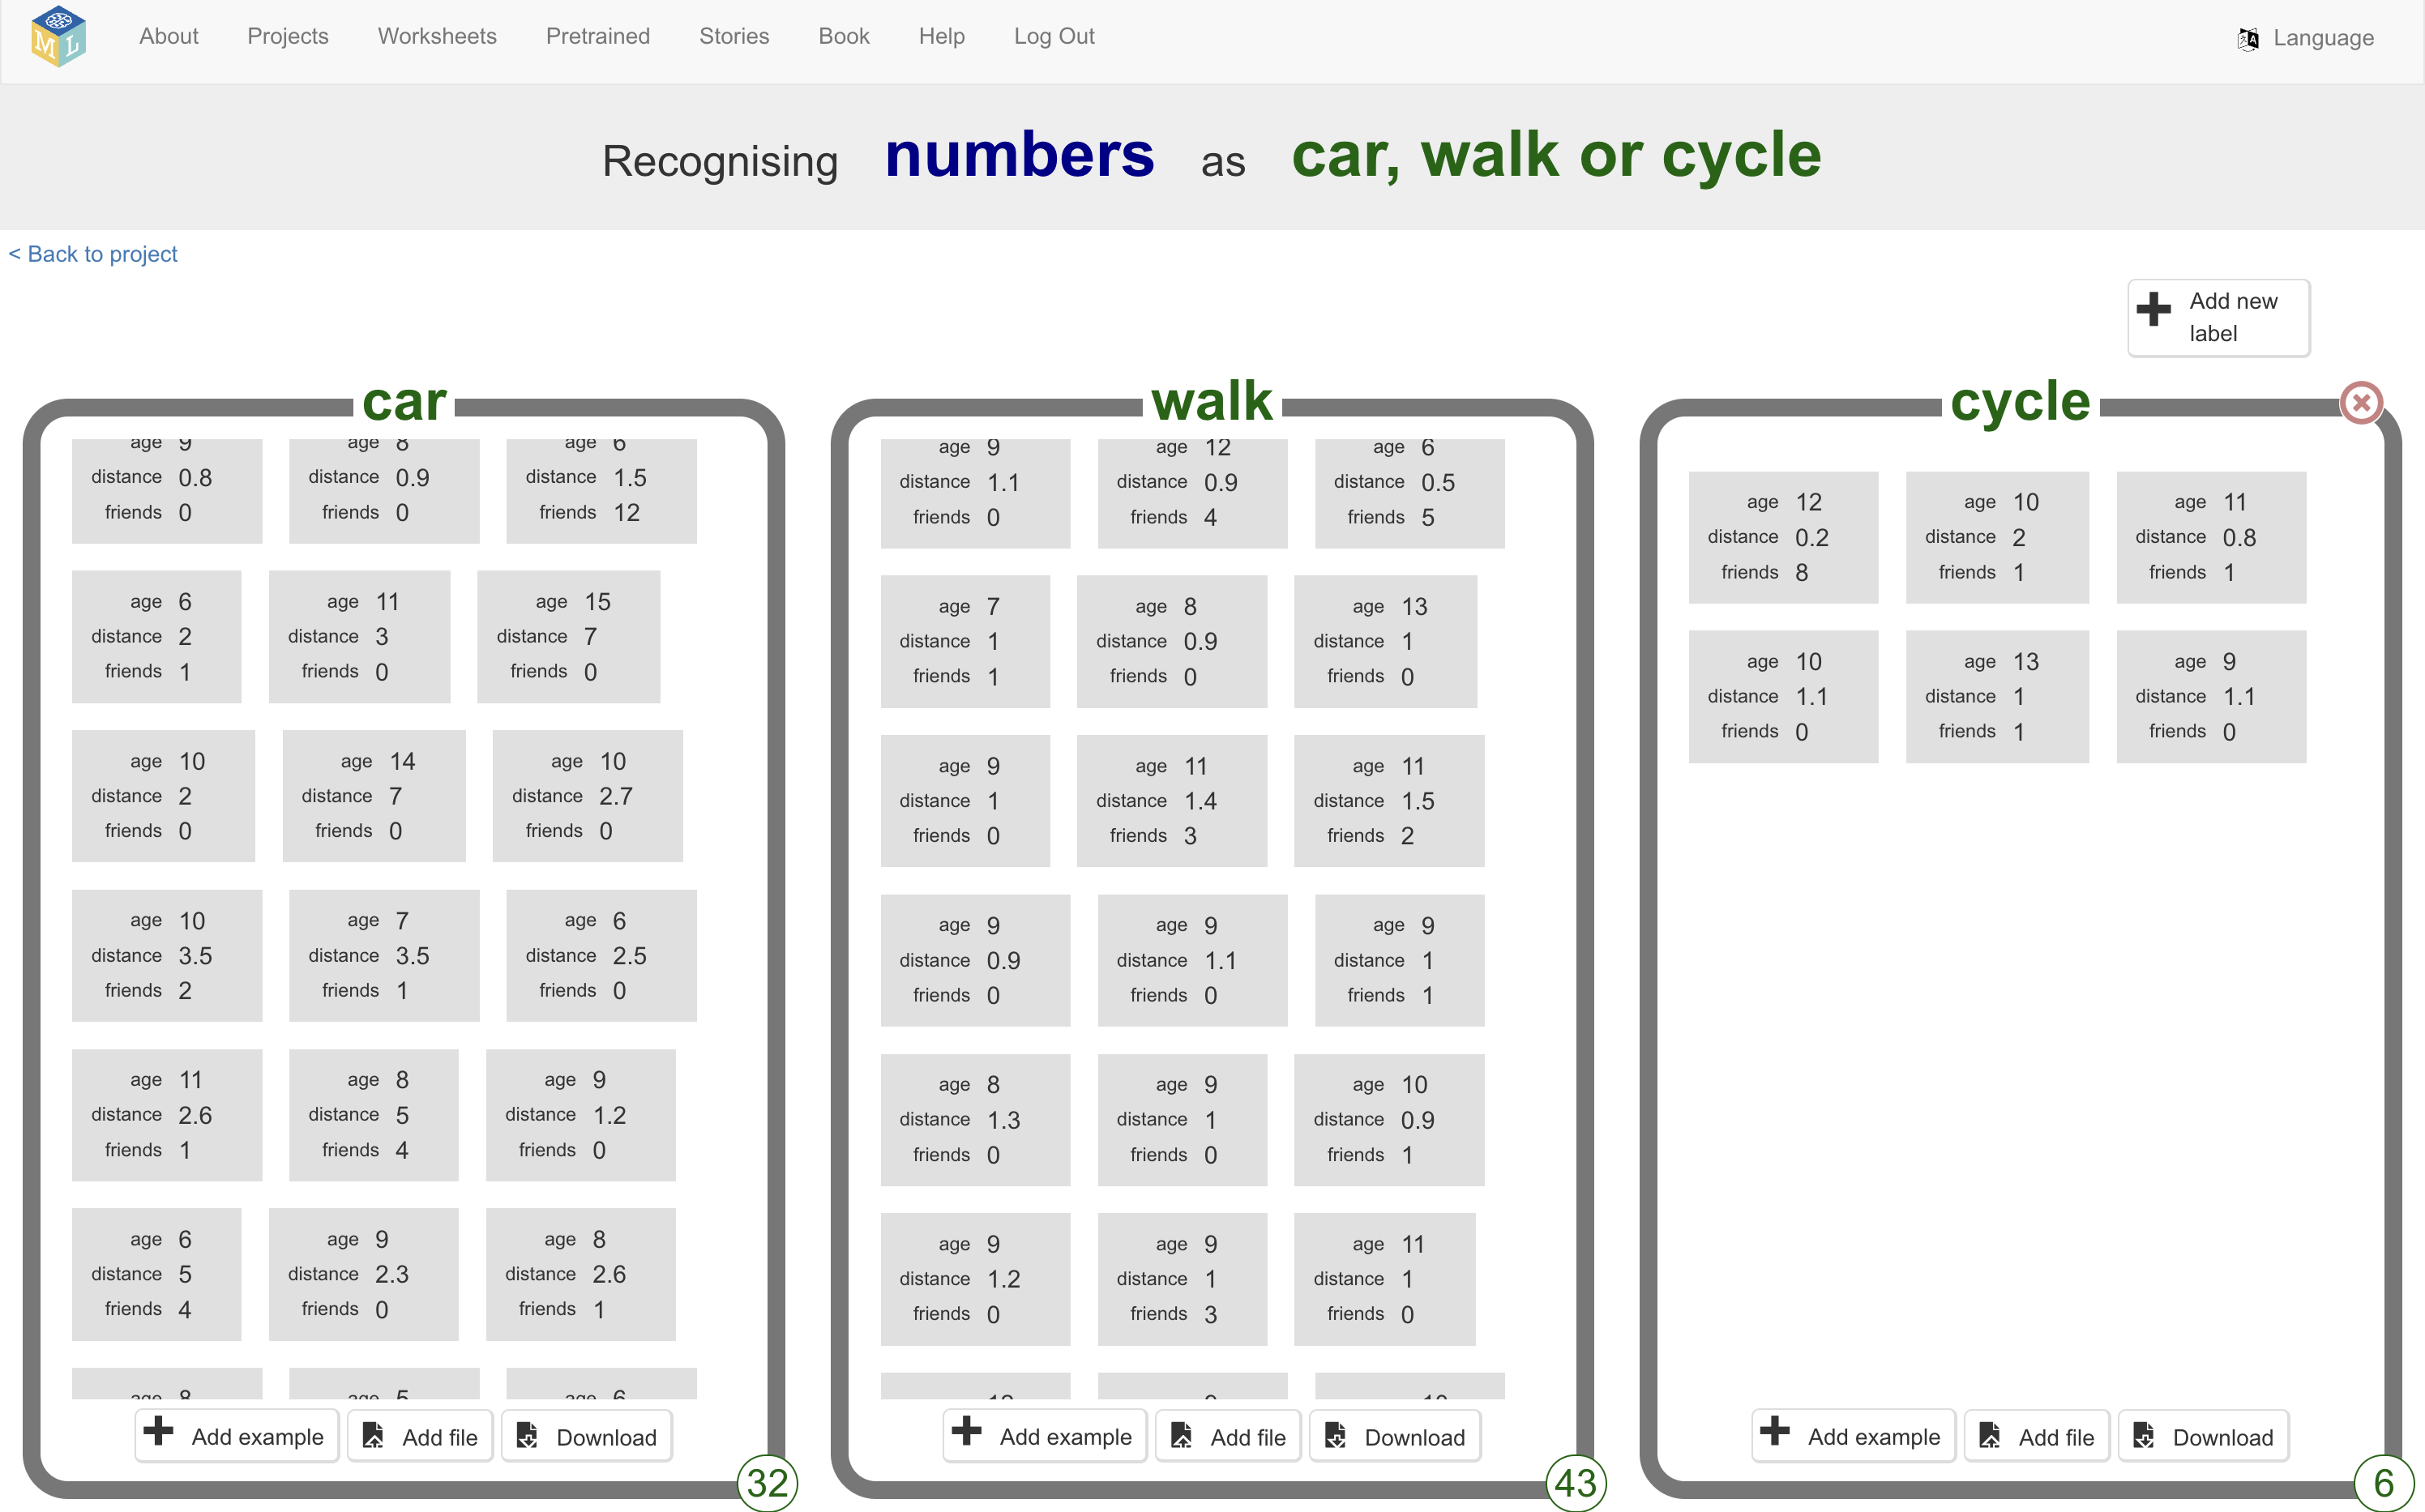 M L
About Projects Worksheets Pretrained Stories Book Help Log Out Language
Recognising numbers as car, walk or cycle
< Back to project
Add new
label
car
age 9 age 8 age 6
distance 0.8 distance 0.9 distance 1.5
friends 0 friends 0 friends 12
age 6 age 11 age 15
distance 2 distance 3 distance 7
friends 1 friends 0 friends 0
age 10 age 14 age 10
distance 2 distance 7 distance 2.7
friends 0 friends 0 friends 0
age 10 age 7 age 6
distance 3.5 distance 3.5 distance 2.5
friends 2 friends 1 friends 0
age 11 age 8 age 9
distance 2.6 distance 5 distance 1.2
friends 1 friends 4 friends 0
age 6 age 9 age 8
distance 5 distance 2.3 distance 2.6
friends 4 friends 0 friends 1
age 8 age 5 age 6
Add example Add file Download
32
walk
age 9 age 12 age 6
distance 1.1 distance 0.9 distance 0.5
friends 0 friends 4 friends 5
age 7 age 8 age 13
distance 1 distance 0.9 distance 1
friends 1 friends 0 friends 0
age 9 age 11 age 11
distance 1 distance 1.4 distance 1.5
friends 0 friends 3 friends 2
age 9 age 9 age 9
distance 0.9 distance 1.1 distance 1
friends 0 friends 0 friends 1
age 8 age 9 age 10
distance 1.3 distance 1 distance 0.9
friends 0 friends 0 friends 1
age 9 age 9 age 11
distance 1.2 distance 1 distance 1
friends 0 friends 3 friends 0
Add example Add file Download
43
cycle
age 12 age 10 age 11
distance 0.2 distance 2 distance 0.8
friends 8 friends 1 friends 1
age 10 age 13 age 9
distance 1.1 distance 1 distance 1.1
friends 0 friends 1 friends 0
Add example Add file Download
6